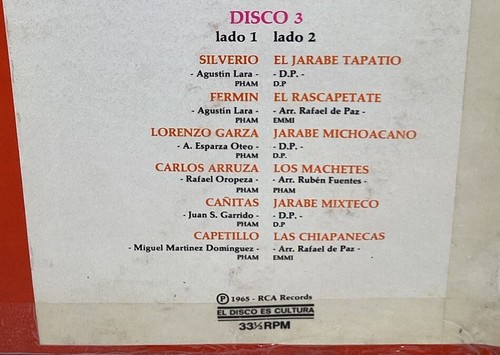 DISCO 3
lado 1 lado 2
SILVERIO EL JARABE TAPATIO
- Agustín Lara - - D.P. -
PHAM D.P
FERMIN EL RASCAPETATE
- Agustín Lara - - Arr. Rafael de Paz -
PHAM EMMI
LORENZO GARZA JARABE MICHOACANO
- A. Esparza Oteo - - D.P. -
PHAM D.P.
CARLOS ARRUZA LOS MACHETES
- Rafael Oropeza - - Arr. Rubén Fuentes -
PHAM PHAM
CAÑITAS JARABE MIXTECO
- Juan S. Garrido - - D.P. -
PHAM D.P
CAPETILLO LAS CHIAPANECAS
- Miguel Martínez Domínguez - - Arr. Rafael de Paz -
PHAM EMMI
Ⓟ 1965 - RCA Records
EL DISCO ES CULTURA
33⅓ RPM